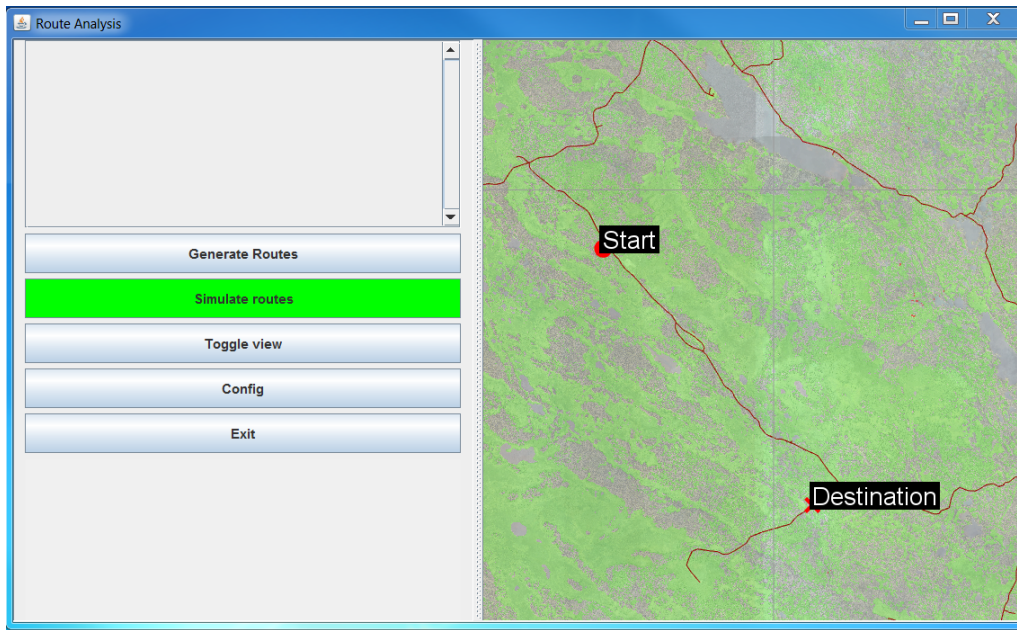 Route Analysis
Generate Routes
Simulate routes
Toggle view
Config
Exit
Start
Destination